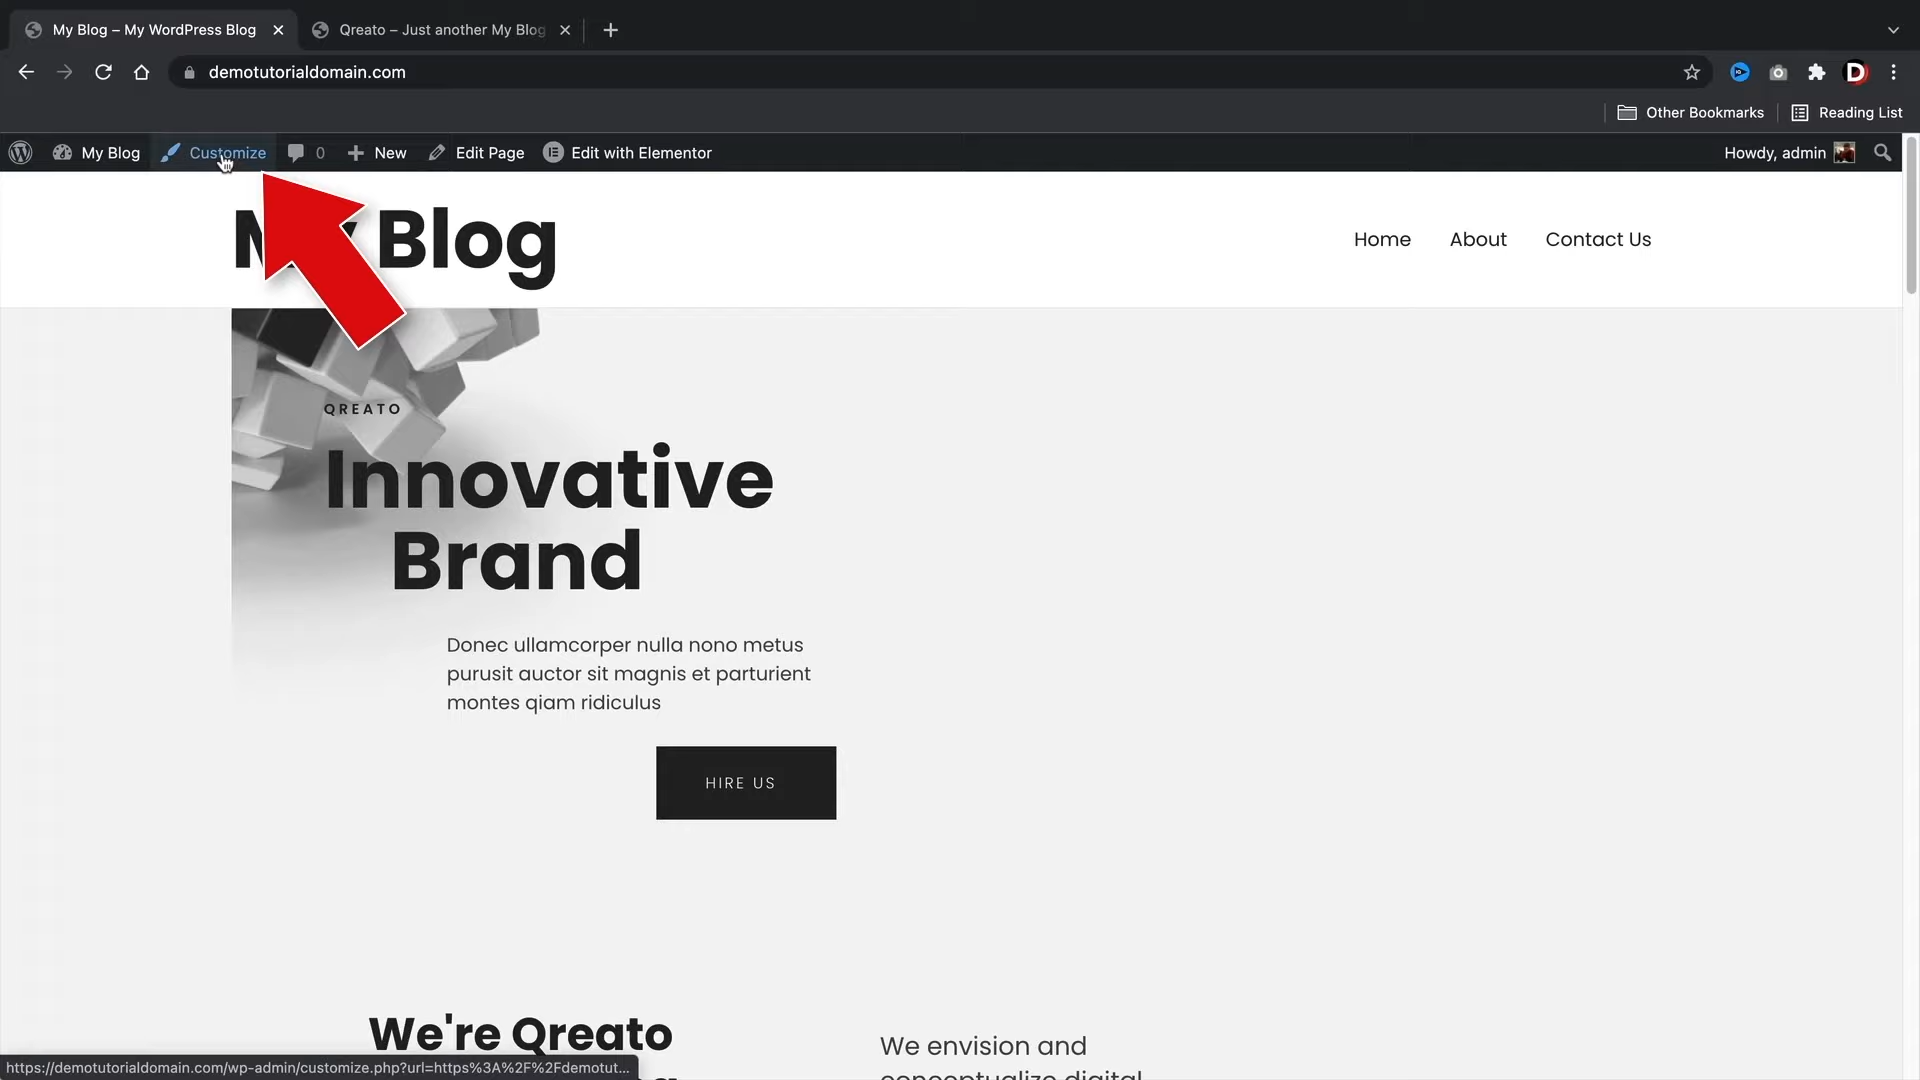 My Blog – My WordPress Blog
Qreato – Just another My Blog
demotutorialdomain.com
Other Bookmarks
Reading List
My Blog
Customize
0
New
Edit Page
Edit with Elementor
Howdy, admin
My Blog
Home
About
Contact Us
QREATO
Innovative
Brand
Donec ullamcorper nulla nono metus
purusit auctor sit magnis et parturient
montes qiam ridiculus
HIRE US
We're Qreato
We envision and
conceptualize digital
https://demotutorialdomain.com/wp-admin/customize.php?url=https%3A%2F%2Fdemotut...